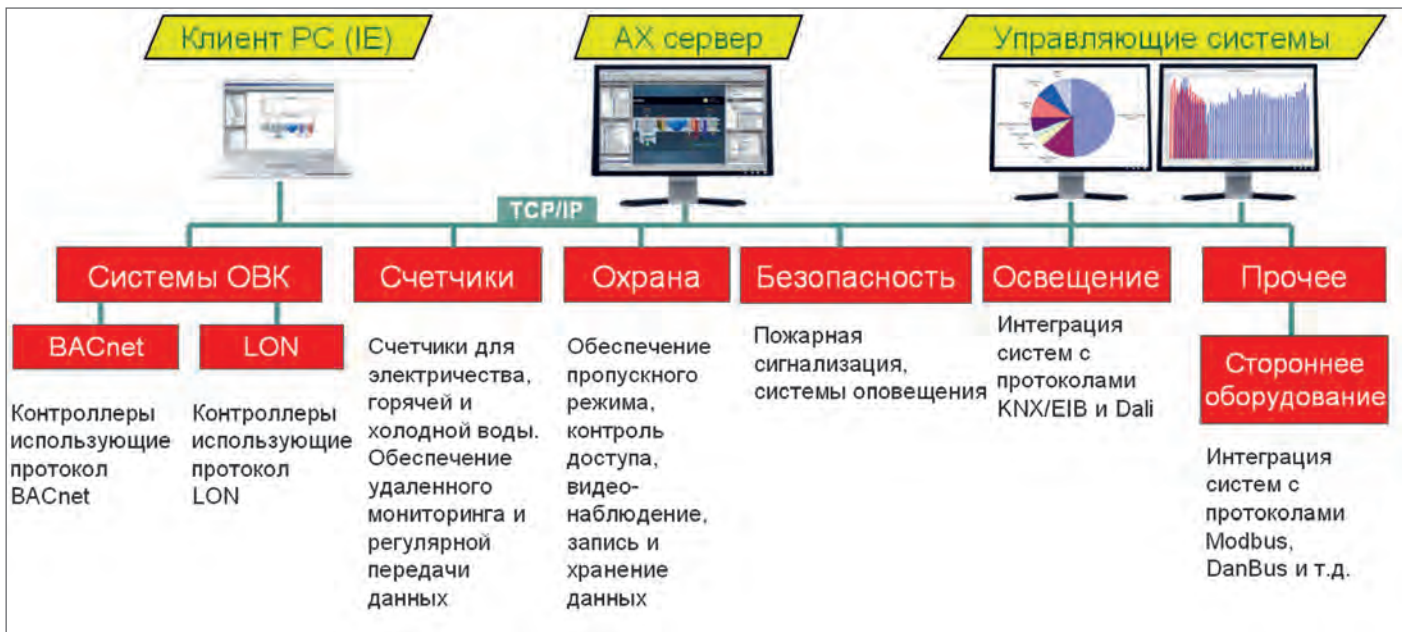 Клиент PC (IE)
AX сервер
Управляющие системы
TCP/IP
Системы ОВК
Счетчики
Охрана
Безопасность
Освещение
Прочее
BACnet
LON
Стороннее
оборудование
Контроллеры
использующие
протокол
BACnet
Контроллеры
использующие
протокол
LON
Счетчики для
электричества,
горячей и
холодной воды.
Обеспечение
удаленного
мониторинга и
регулярной
передачи
данных
Обеспечение
пропускного
режима,
контроль
доступа,
видео-
наблюдение,
запись и
хранение
данных
Пожарная
сигнализация,
системы оповещения
Интеграция
систем с
протоколами
KNX/EIB и Dali
Интеграция
систем с
протоколами
Modbus,
DanBus и т.д.